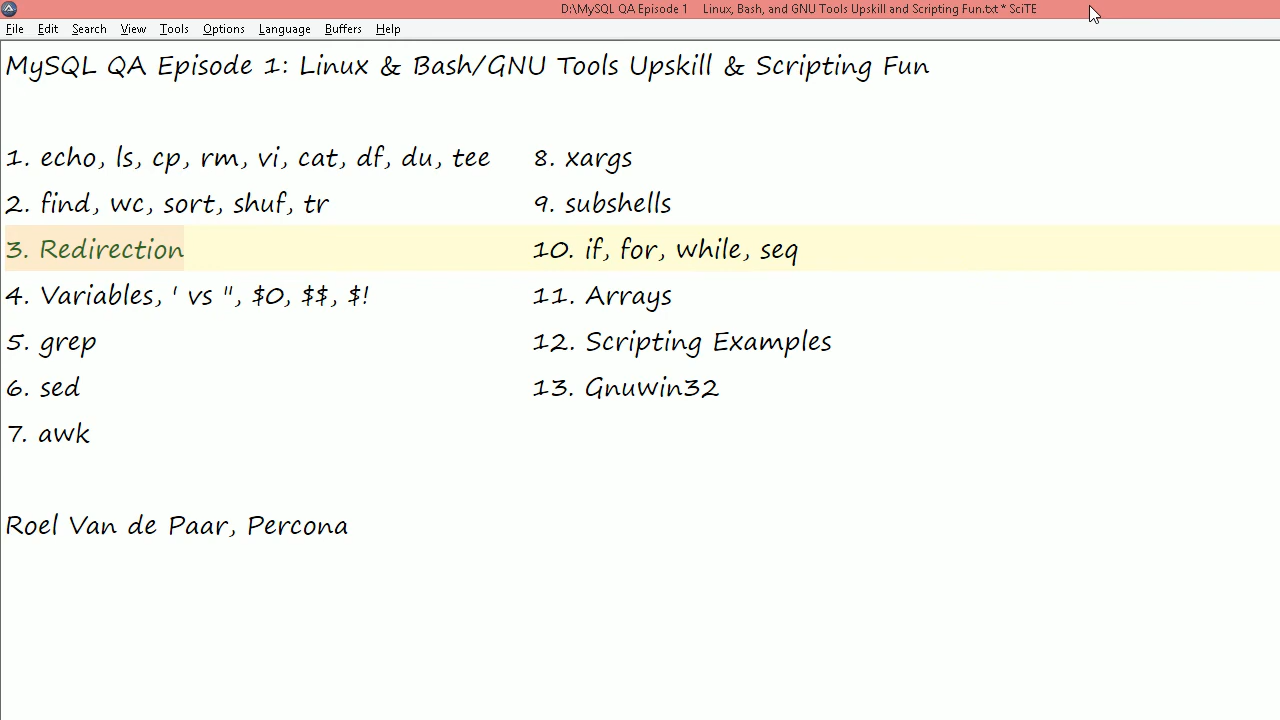 D:\MySQL QA Episode 1 Linux, Bash, and GNU Tools Upskill and Scripting Fun.txt * SciTE
File Edit Search View Tools Options Language Buffers Help
MySQL QA Episode 1: Linux & Bash/GNU Tools Upskill & Scripting Fun
1. echo, ls, cp, rm, vi, cat, df, du, tee 8. xargs
2. find, wc, sort, shuf, tr 9. subshells
3. Redirection 10. if, for, while, seq
4. Variables, ' vs ", $0, $$, $! 11. Arrays
5. grep 12. Scripting Examples
6. sed 13. Gnuwin32
7. awk
Roel Van de Paar, Percona